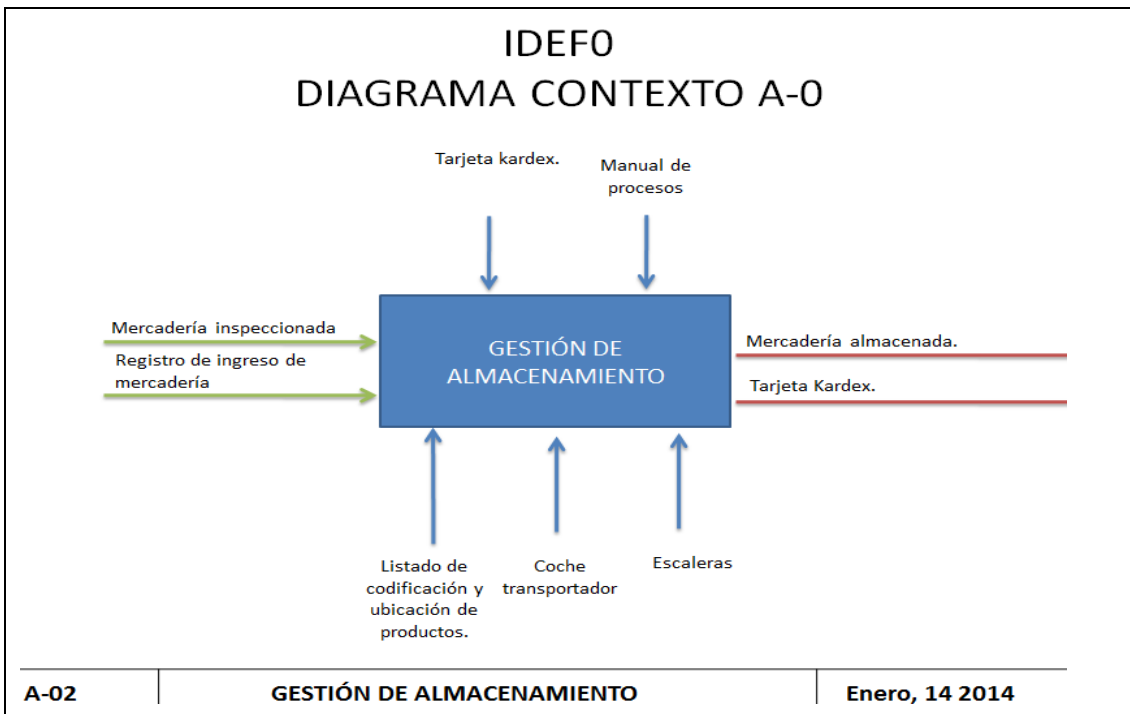 IDEF0
DIAGRAMA CONTEXTO A-0
Tarjeta kardex.
Manual de
procesos
Mercadería inspeccionada
Registro de ingreso de
mercadería
GESTIÓN DE
ALMACENAMIENTO
Mercadería almacenada.
Tarjeta Kardex.
Listado de
codificación y
ubicación de
productos.
Coche
transportador
Escaleras
A-02
GESTIÓN DE ALMACENAMIENTO
Enero, 14 2014